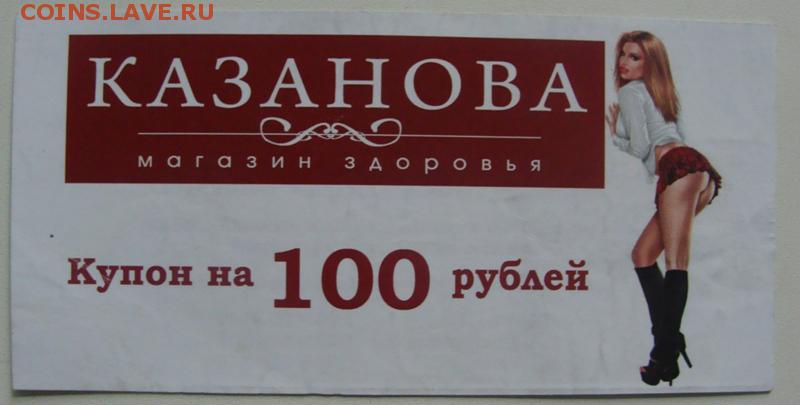 COINS.LAVE.RU
КАЗАНОВА
магазин здоровья
Купон на 100 рублей